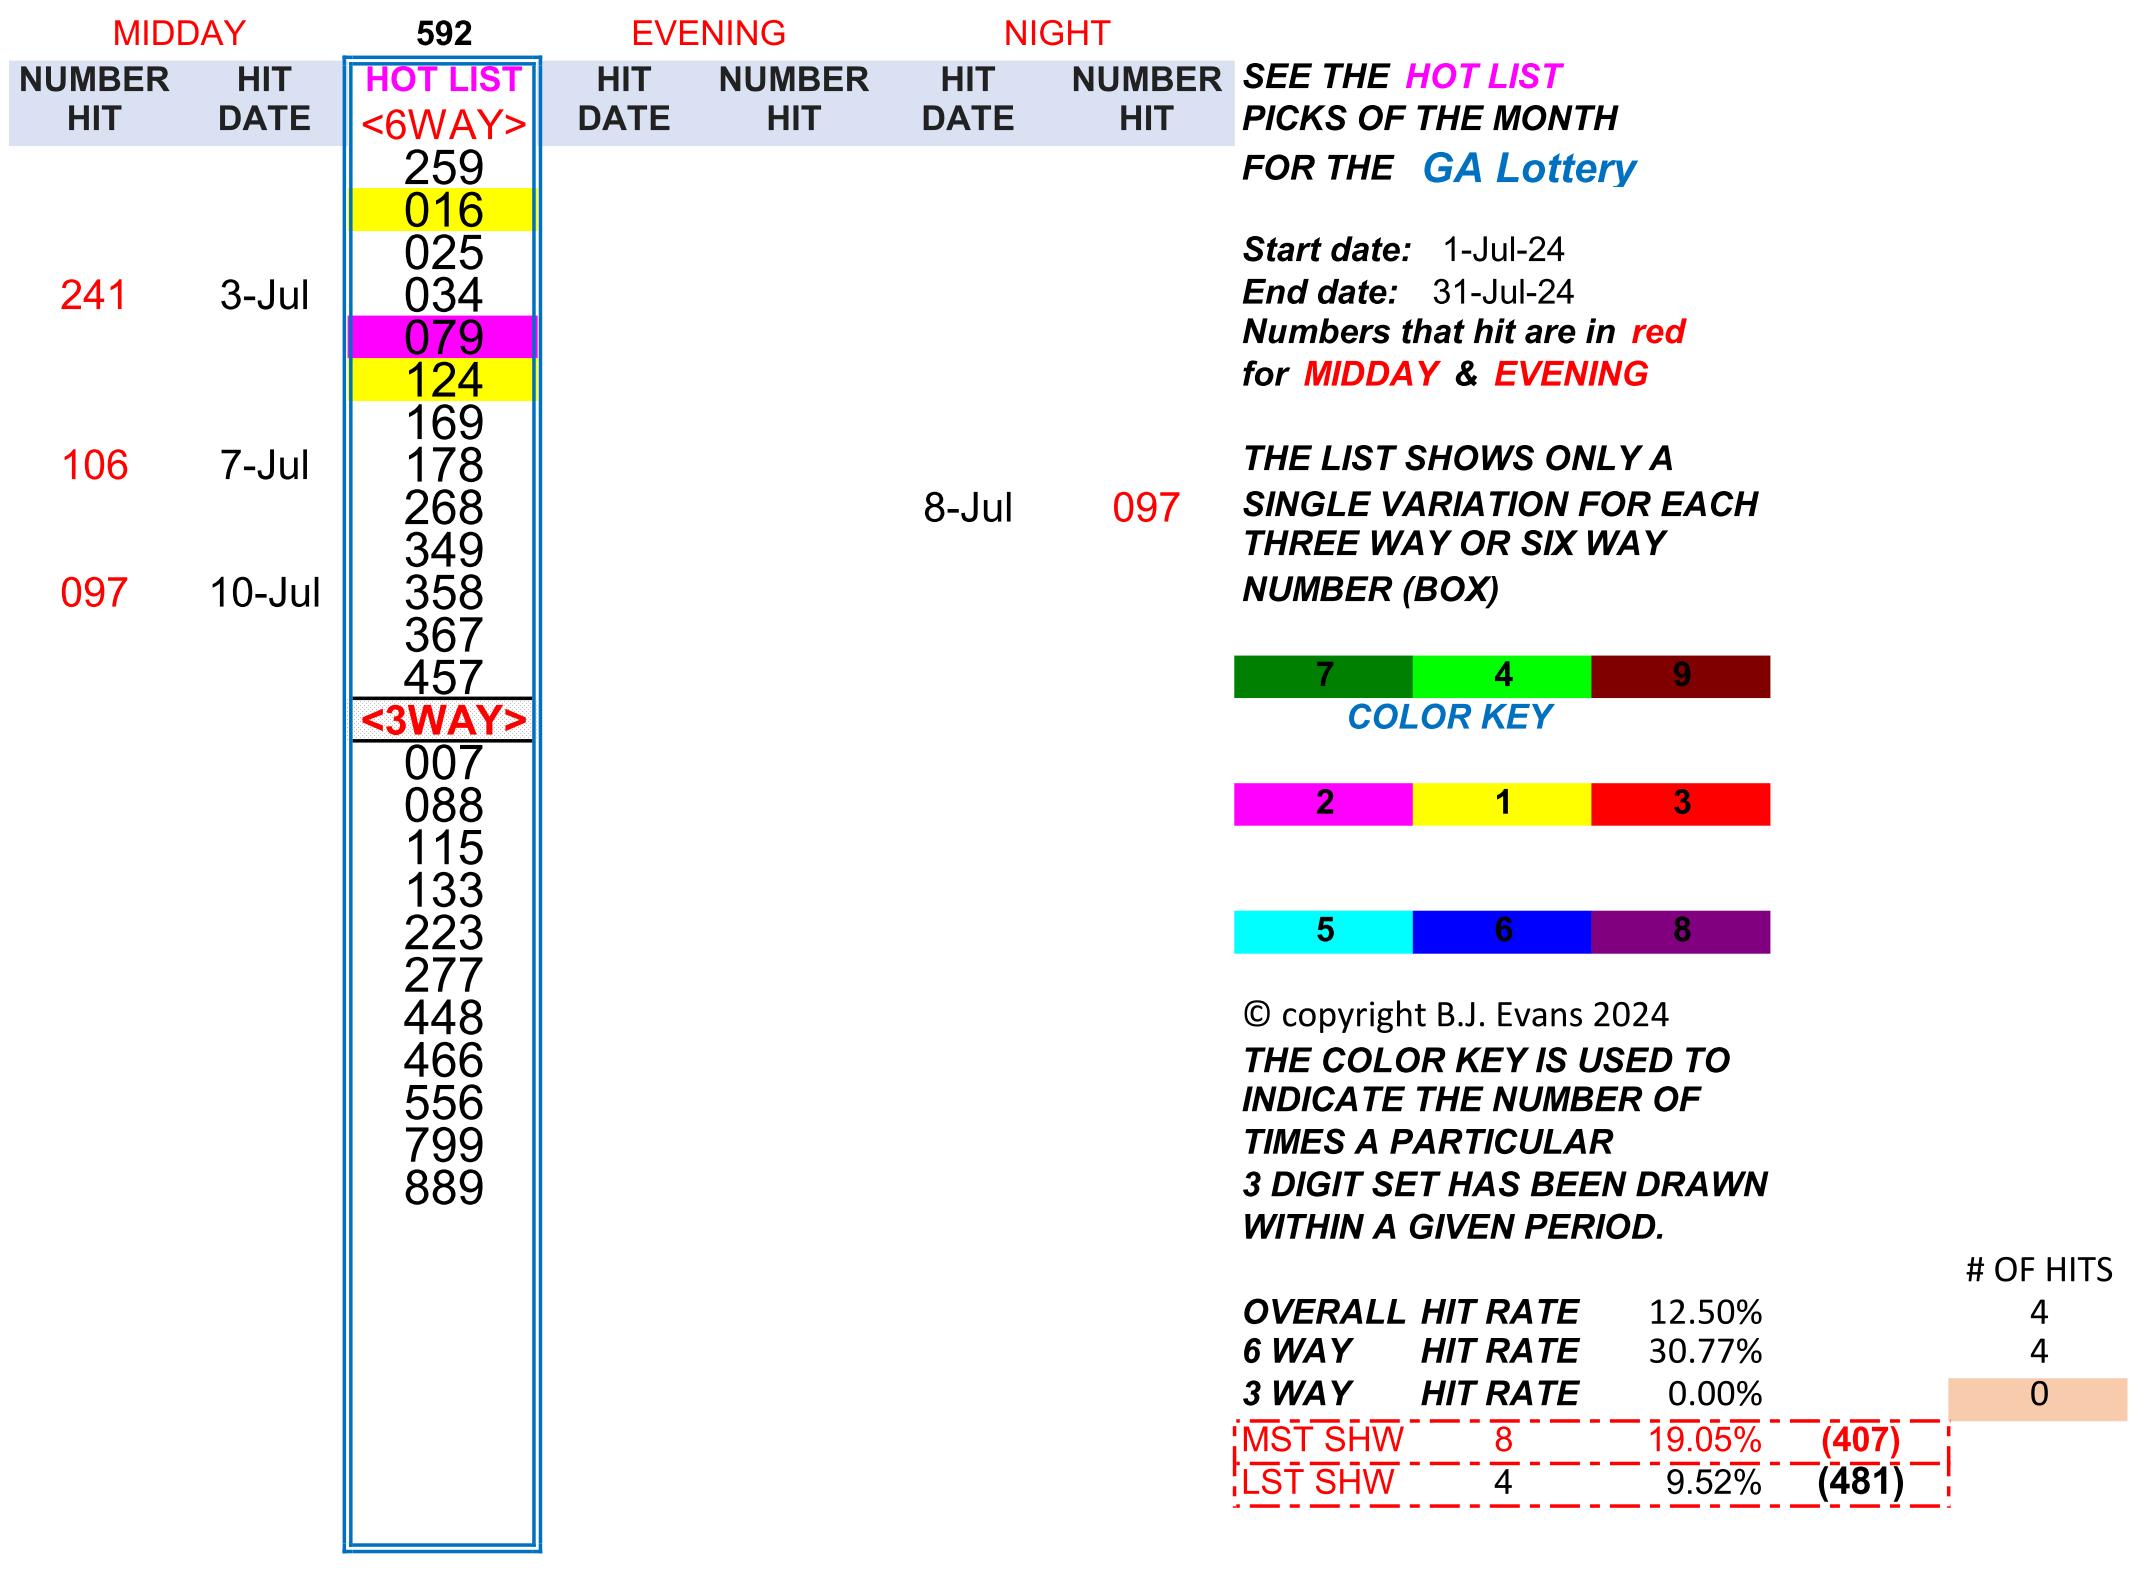 MIDDAY 592 EVENING NIGHT
NUMBER HIT HOT LIST HIT NUMBER HIT NUMBER SEE THE HOT LIST
HIT DATE <6WAY> DATE HIT DATE HIT PICKS OF THE MONTH
259 FOR THE GA Lottery
016
025 Start date: 1-Jul-24
241 3-Jul 034 End date: 31-Jul-24
079 Numbers that hit are in red
124 for MIDDAY & EVENING
169
106 7-Jul 178 THE LIST SHOWS ONLY A
268 8-Jul 097 SINGLE VARIATION FOR EACH
349 THREE WAY OR SIX WAY
097 10-Jul 358 NUMBER (BOX)
367
457 7 4 9
<3WAY> COLOR KEY
007
088 2 1 3
115
133
223 5 6 8
277
448 © copyright B.J. Evans 2024
466 THE COLOR KEY IS USED TO
556 INDICATE THE NUMBER OF
799 TIMES A PARTICULAR
889 3 DIGIT SET HAS BEEN DRAWN
WITHIN A GIVEN PERIOD.
# OF HITS
OVERALL HIT RATE 12.50% 4
6 WAY HIT RATE 30.77% 4
3 WAY HIT RATE 0.00% 0
MST SHW 8 19.05% (407)
LST SHW 4 9.52% (481)